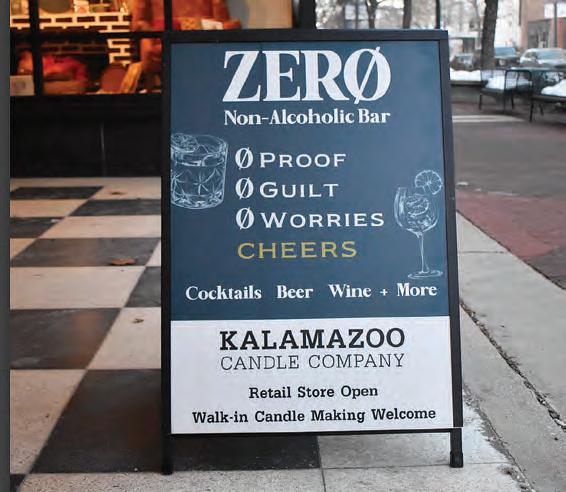 ZERØ
Non-Alcoholic Bar
Ø PROOF
Ø GUILT
Ø WORRIES
CHEERS
Cocktails Beer Wine + More
KALAMAZOO
CANDLE COMPANY
Retail Store Open
Walk-in Candle Making Welcome